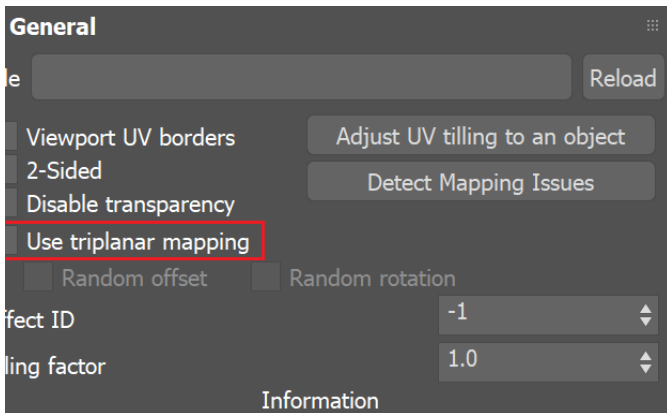 General
le
Reload
Viewport UV borders
Adjust UV tilling to an object
2-Sided
Detect Mapping Issues
Disable transparency
Use triplanar mapping
Random offset
Random rotation
ffect ID
-1
ling factor
1.0
Information